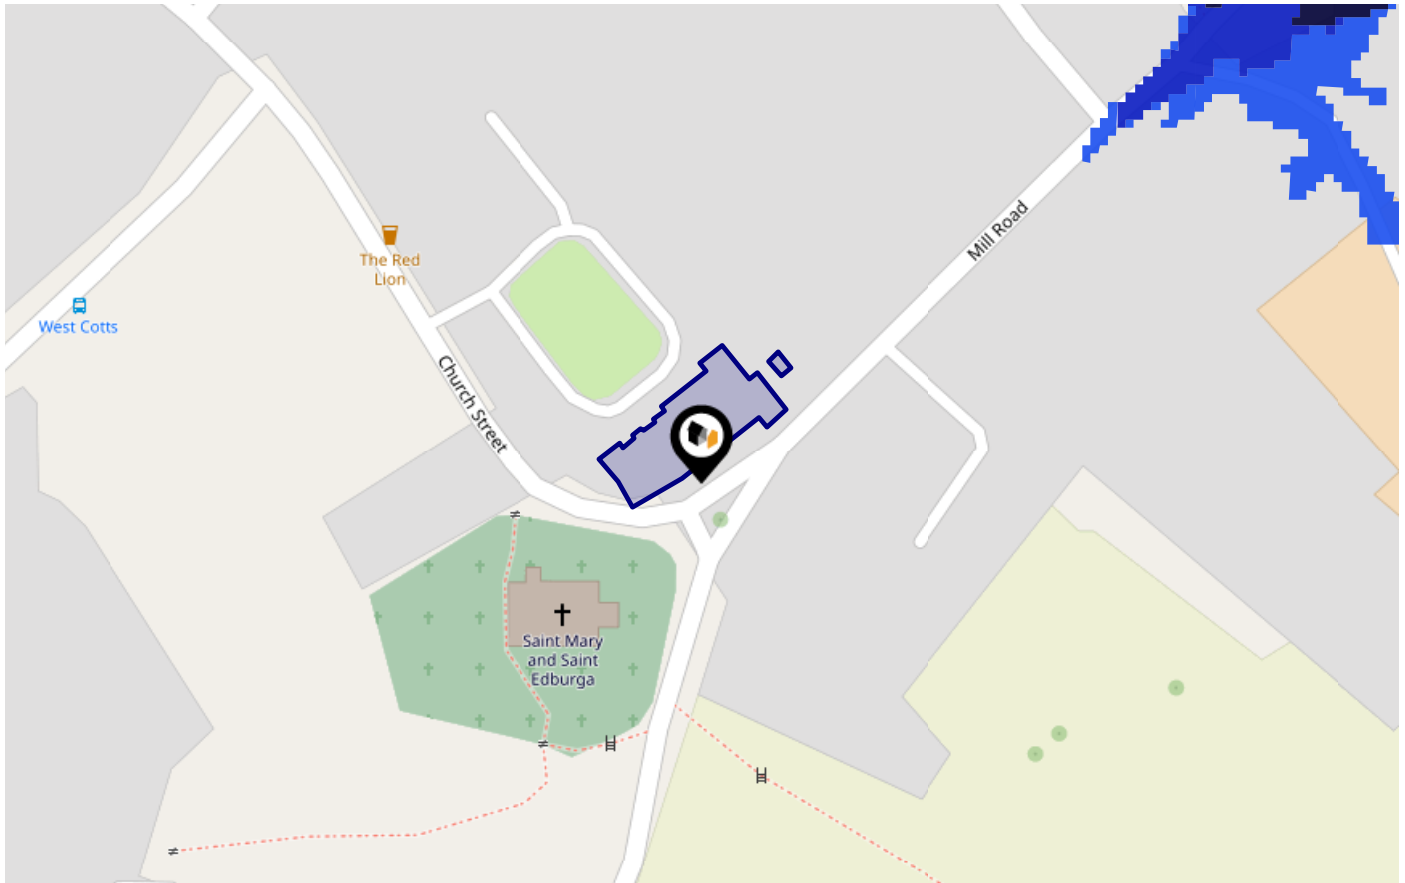 The Red
Lion
West Cotts
Church Street
Mill Road
Saint Mary
and Saint
Edburga